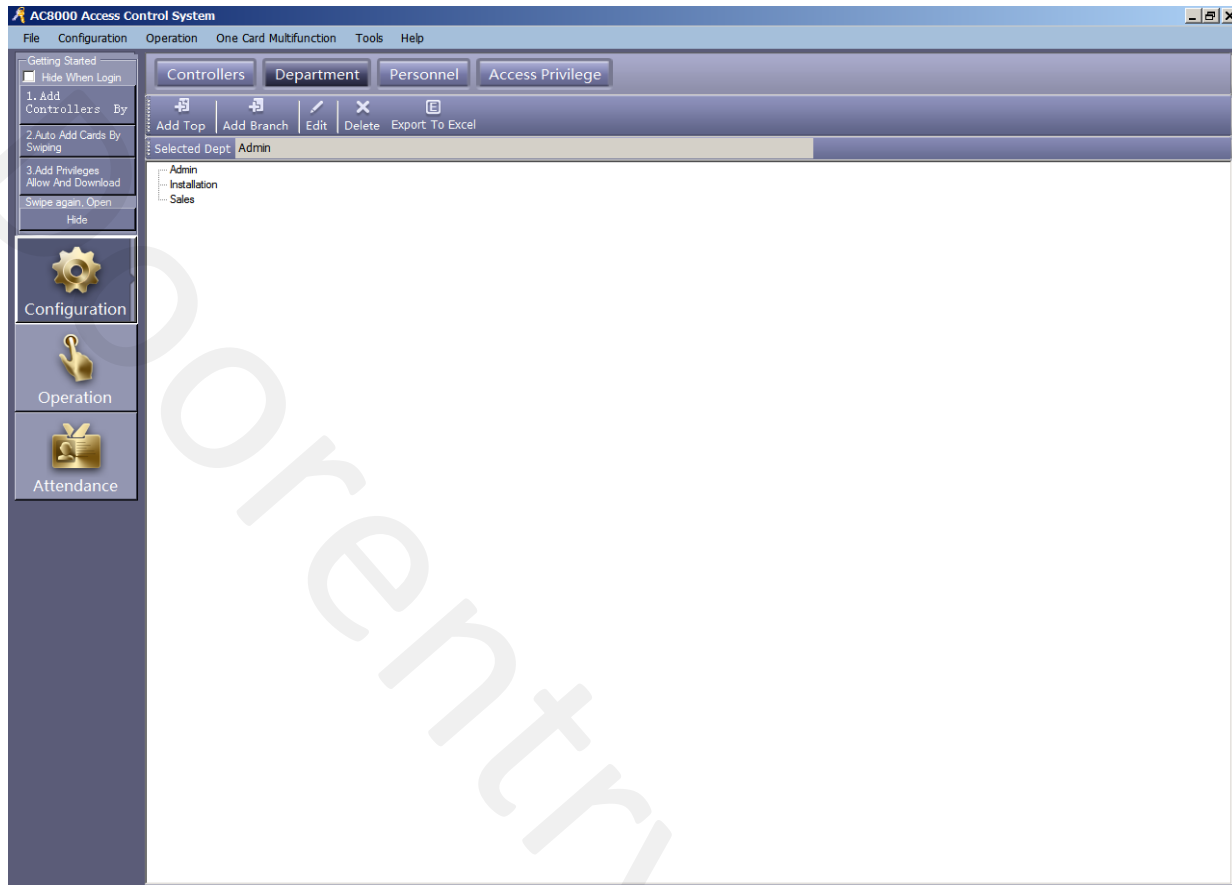 AC8000 Access Control System
File Configuration Operation One Card Multifunction Tools Help
Getting Started
Hide When Login
1.Add
Controllers By
2.Auto Add Cards By
Swiping
3.Add Privileges
Allow And Download
Swipe again, Open
Hide
Configuration
Operation
Attendance
Controllers Department Personnel Access Privilege
Add Top Add Branch Edit Delete Export To Excel
Selected Dept Admin
Admin
Installation
Sales